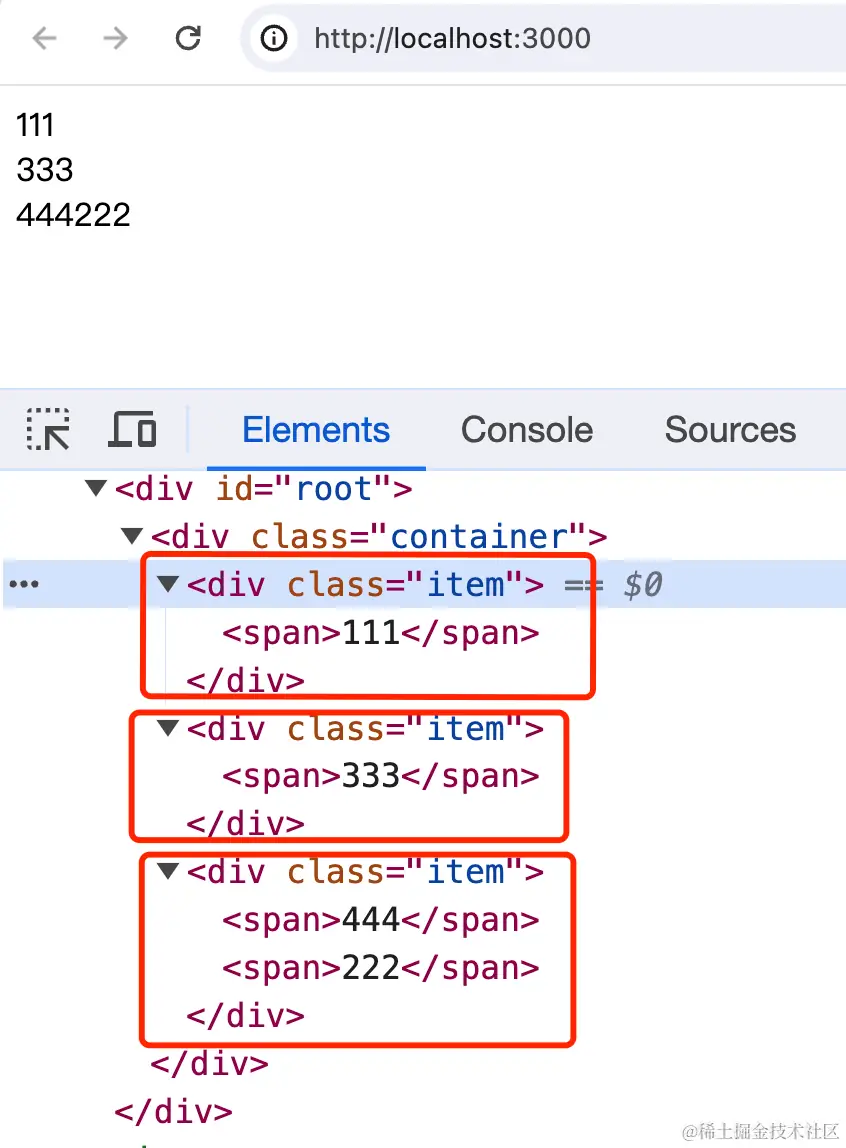 http://localhost:3000
111
333
444222
Elements Console Sources
<div id="root">
<div class="container">
<div class="item"> == $0
<span>111</span>
</div>
<div class="item">
<span>333</span>
</div>
<div class="item">
<span>444</span>
<span>222</span>
</div>
</div>
</div>
@稀土掘金技术社区